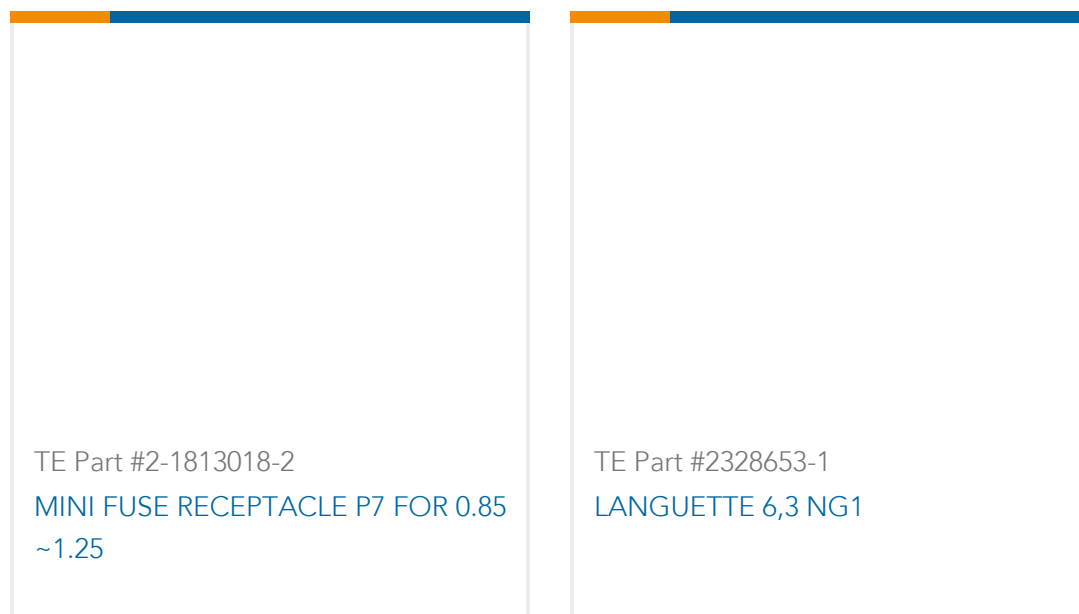 TE Part #2-1813018-2
MINI FUSE RECEPTACLE P7 FOR 0.85
~1.25
TE Part #2328653-1
LANGUETTE 6,3 NG1